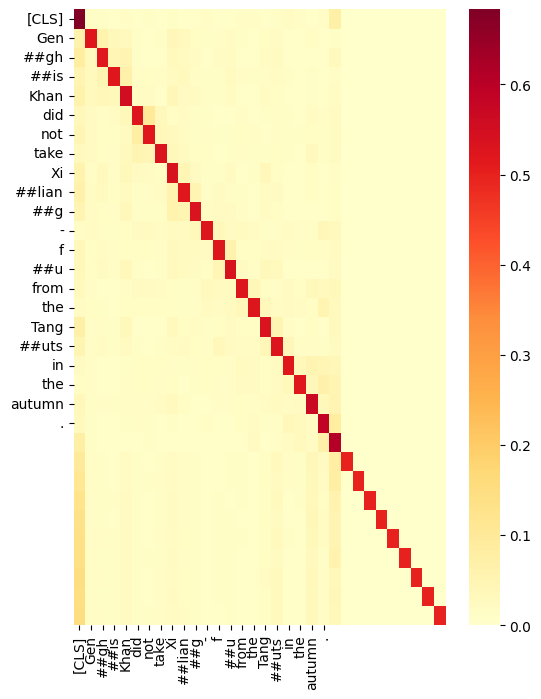 [CLS]
Gen
##gh
##is
Khan
did
not
take
Xi
##lian
##g
-
f
##u
from
the
Tang
##uts
in
the
autumn
.
0.6
0.5
0.4
0.3
0.2
0.1
0.0
[CLS]
Gen
##gh
##is
Khan
did
not
take
Xi
##lian
##g
-
f
##u
from
the
Tang
##uts
in
the
autumn
.